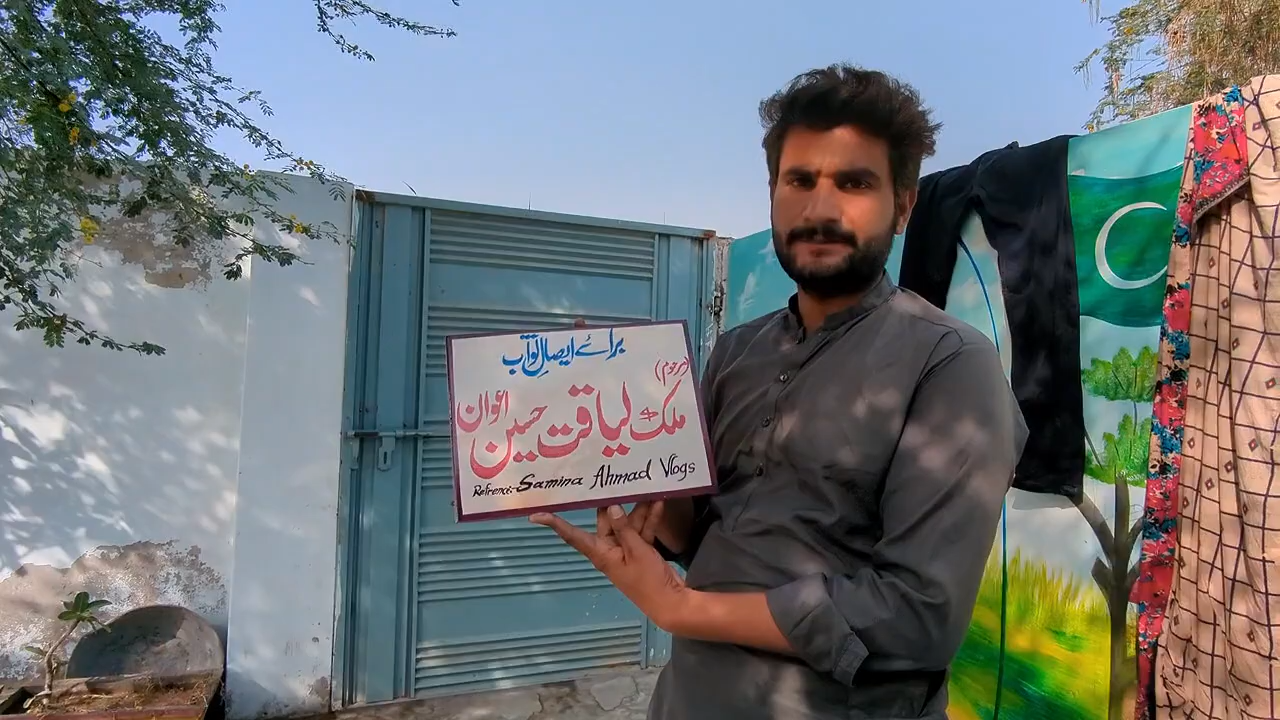 برائے ایصالِ ثواب
(مرحوم)
ملک لیاقت حسین اعوان
Refrence:- Samina Ahmad Vlogs